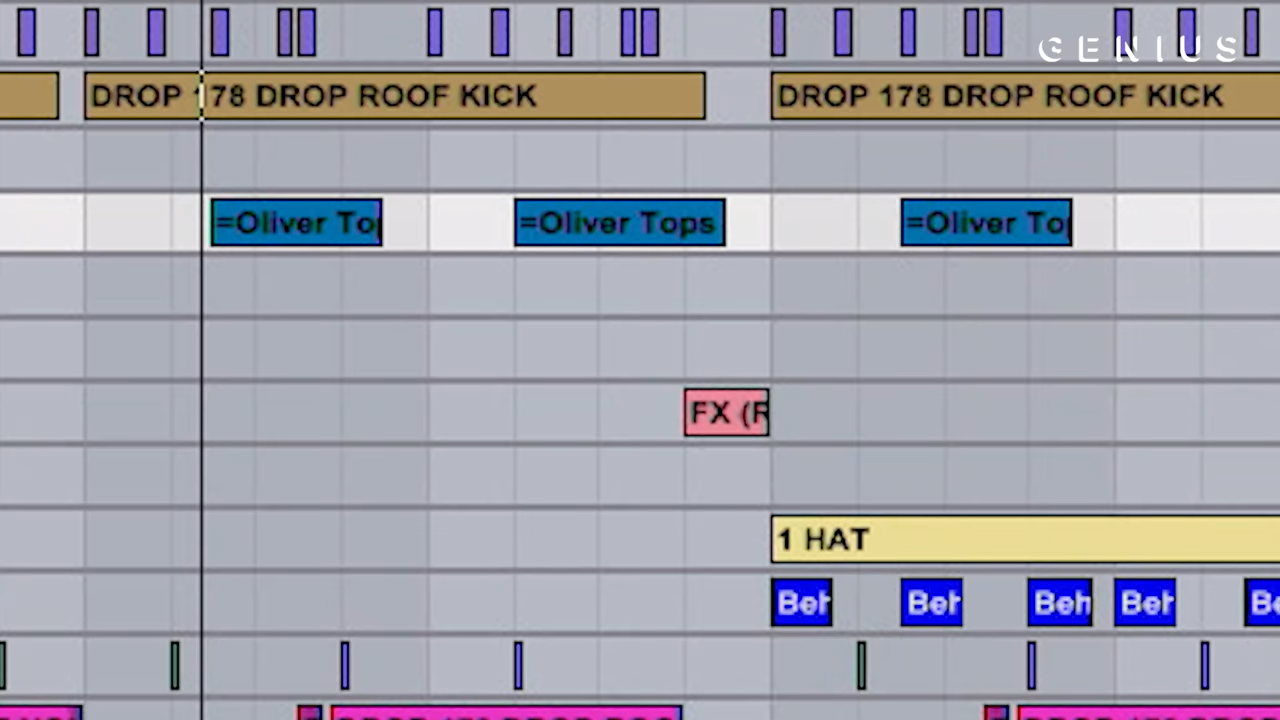 GENIUS
DROP 178 DROP ROOF KICK
DROP 178 DROP ROOF KICK
=Oliver To
=Oliver Tops
=Oliver To
FX (R
1 HAT
Beh
Beh
Beh
Beh